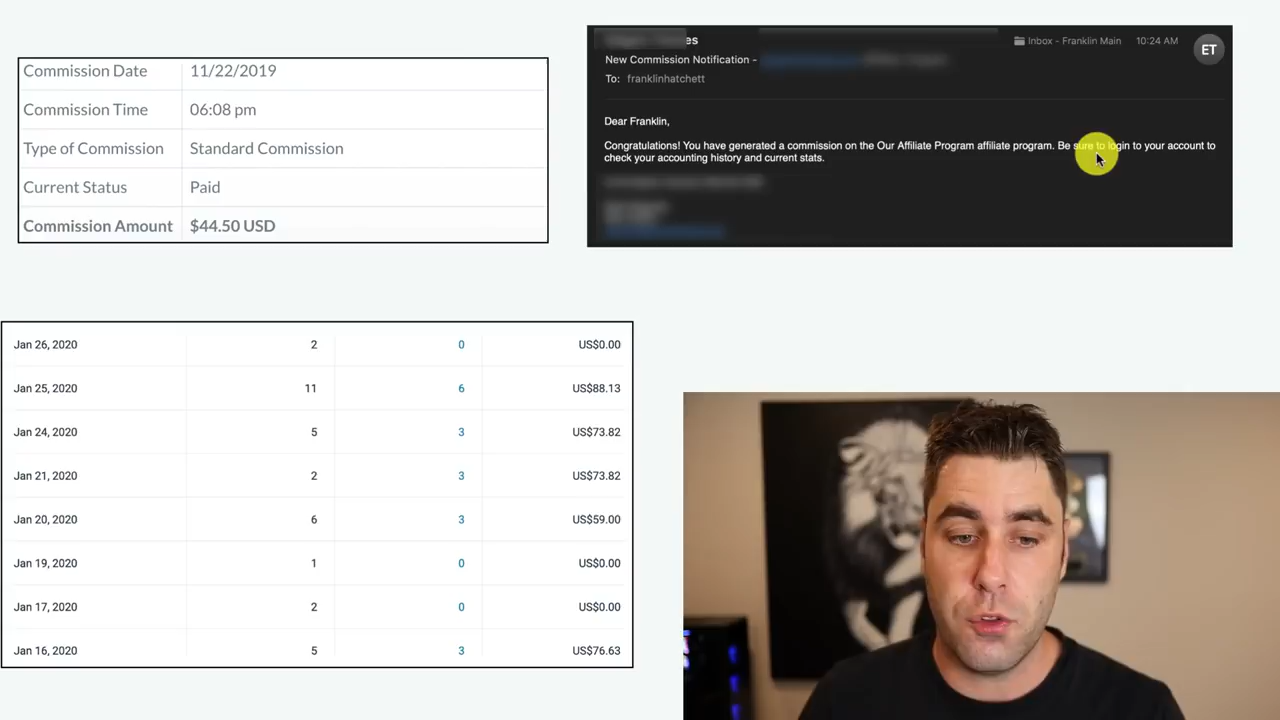 Commission Date 11/22/2019
Commission Time 06:08 pm
Type of Commission Standard Commission
Current Status Paid
Commission Amount $44.50 USD
es
Inbox - Franklin Main 10:24 AM ET
New Commission Notification -
To: franklinhatchett
Dear Franklin,
Congratulations! You have generated a commission on the Our Affiliate Program affiliate program. Be sure to login to your account to
check your accounting history and current stats.
Jan 26, 2020 2 0 US$0.00
Jan 25, 2020 11 6 US$88.13
Jan 24, 2020 5 3 US$73.82
Jan 21, 2020 2 3 US$73.82
Jan 20, 2020 6 3 US$59.00
Jan 19, 2020 1 0 US$0.00
Jan 17, 2020 2 0 US$0.00
Jan 16, 2020 5 3 US$76.63